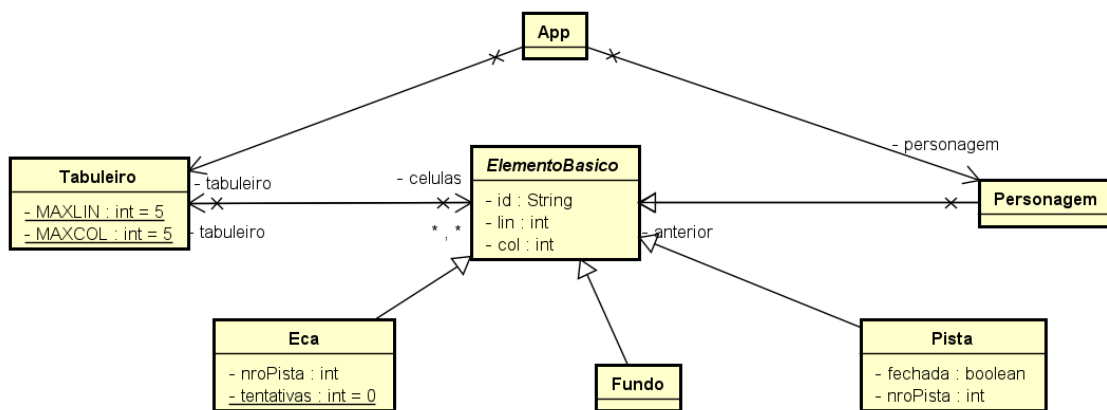 App
- personagem
Tabuleiro
- MAXLIN : int = 5
- MAXCOL : int = 5
- tabuleiro
- tabuleiro
- celulas
* , *
ElementoBasico
- id : String
- lin : int
- col : int
- anterior
Personagem
Eca
- nroPista : int
- tentativas : int = 0
Fundo
Pista
- fechada : boolean
- nroPista : int